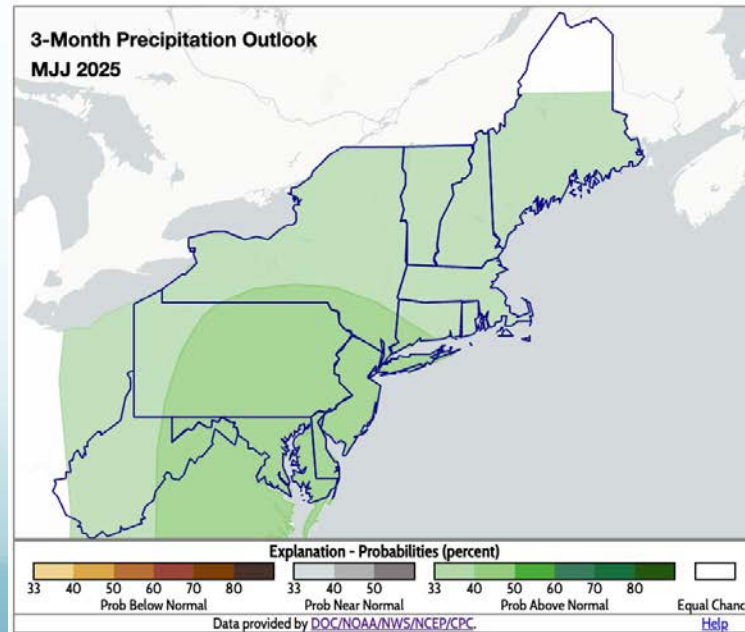 3-Month Precipitation Outlook
MJJ 2025
Explanation - Probabilities (percent)
33 40 50 60 70 80 33 40 50 33 40 50 60 70 80
Prob Below Normal Prob Near Normal Prob Above Normal Equal Chanc
Data provided by DOC/NOAA/NWS/NCEP/CPC. Help